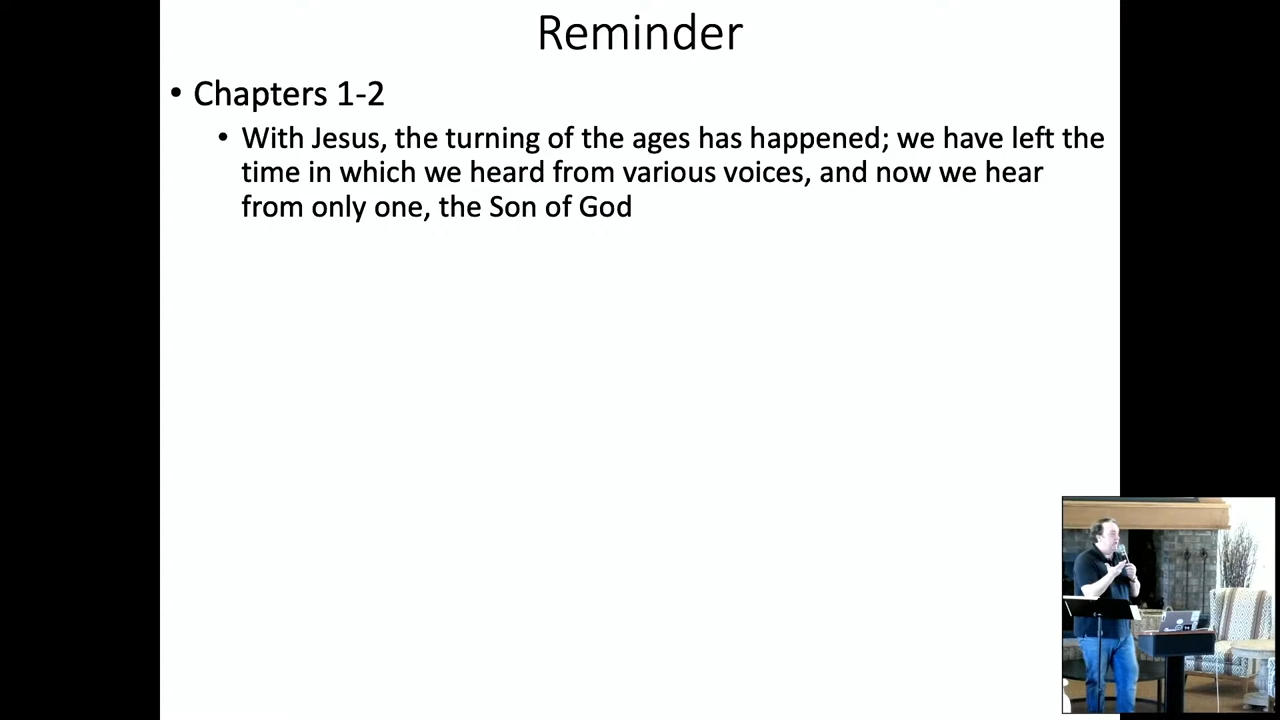 Reminder
• Chapters 1-2
• With Jesus, the turning of the ages has happened; we have left the
time in which we heard from various voices, and now we hear
from only one, the Son of God